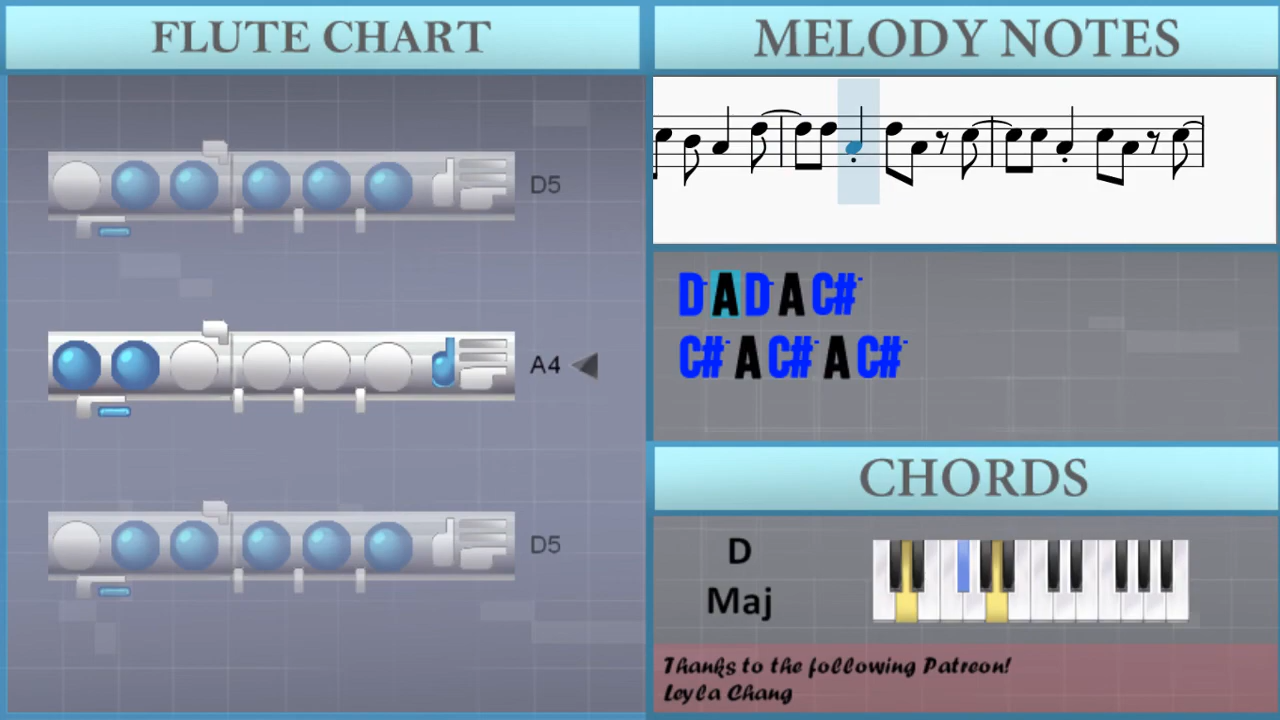 FLUTE CHART
D5
A4
D5
MELODY NOTES
D A D A C#
C# A C# A C#
CHORDS
D
Maj
Thanks to the following Patreon!
Leyla Chang